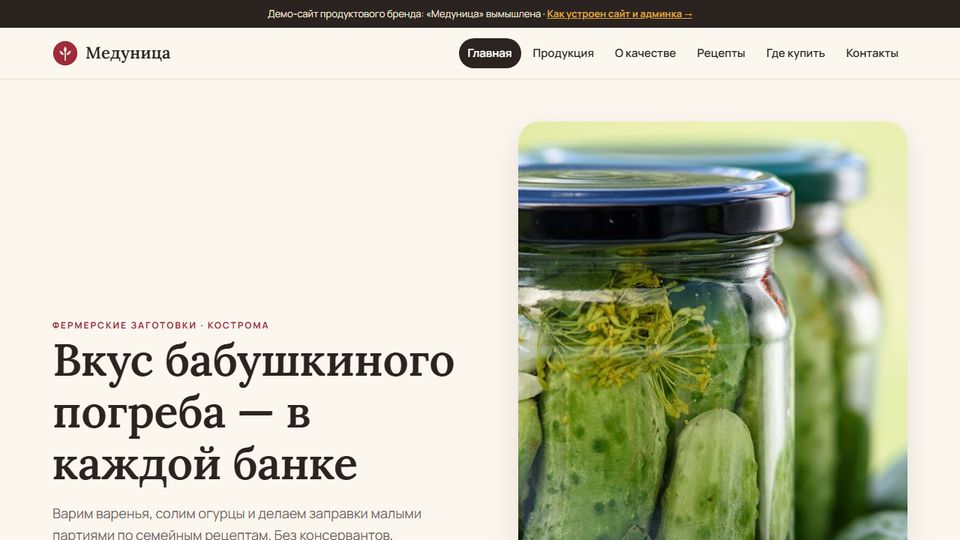 Демо-сайт продуктового бренда: «Медуница» вымышлена · Как устроен сайт и админка →
Медуница
Главная Продукция О качестве Рецепты Где купить Контакты
ФЕРМЕРСКИЕ ЗАГОТОВКИ · КОСТРОМА
Вкус бабушкиного
погреба — в
каждой банке
Варим варенья, солим огурцы и делаем заправки малыми
партиями по семейным рецептам. Без консервантов,